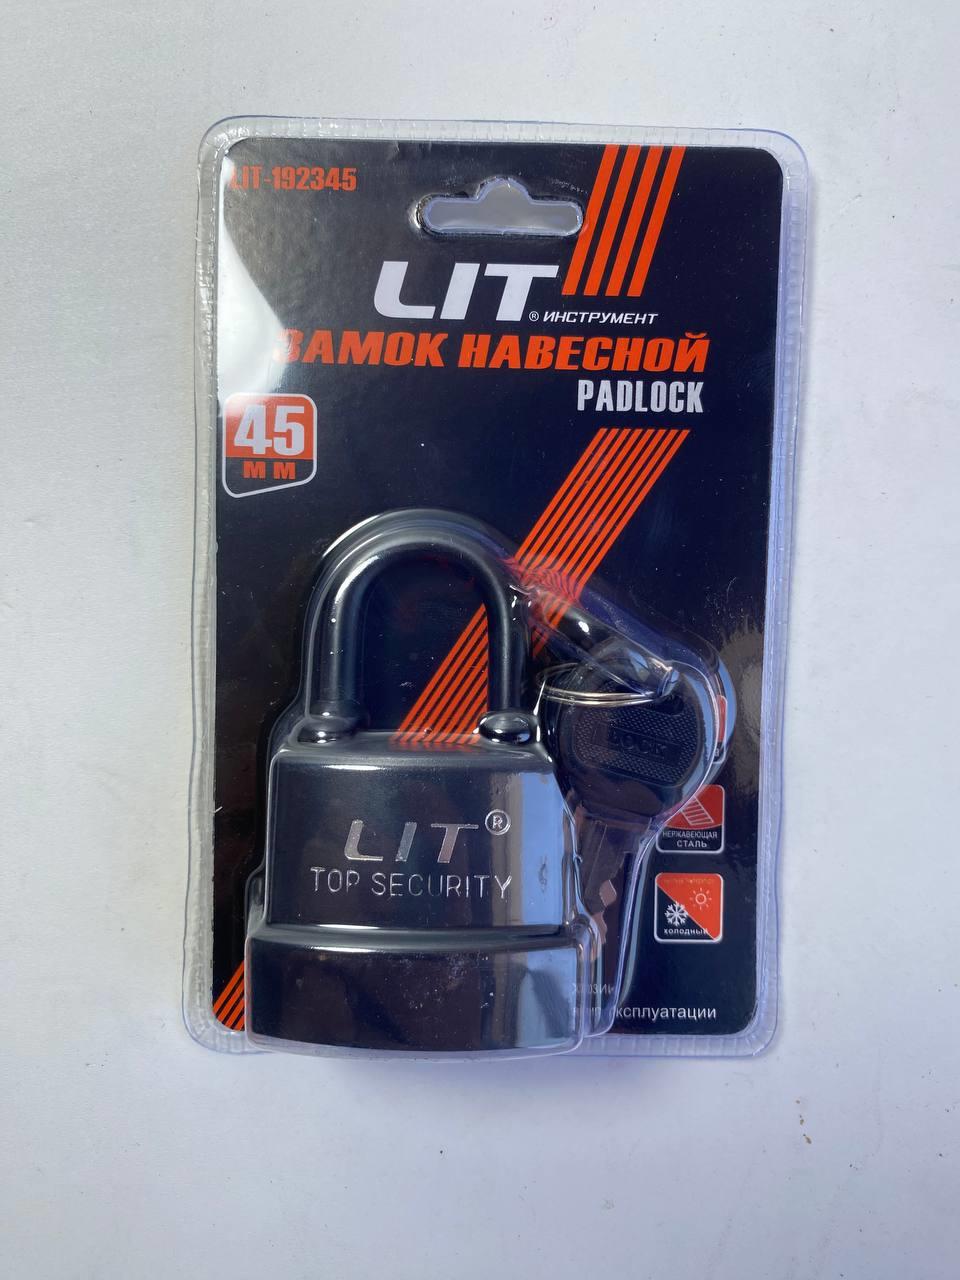 LIT-192345
LIT
® ИНСТРУМЕНТ
ЗАМОК НАВЕСНОЙ
PADLOCK
45
ММ
LOCK
LIT®
TOP SECURITY
НЕРЖАВЕЮЩАЯ
СТАЛЬ
холодный
эксплуатации